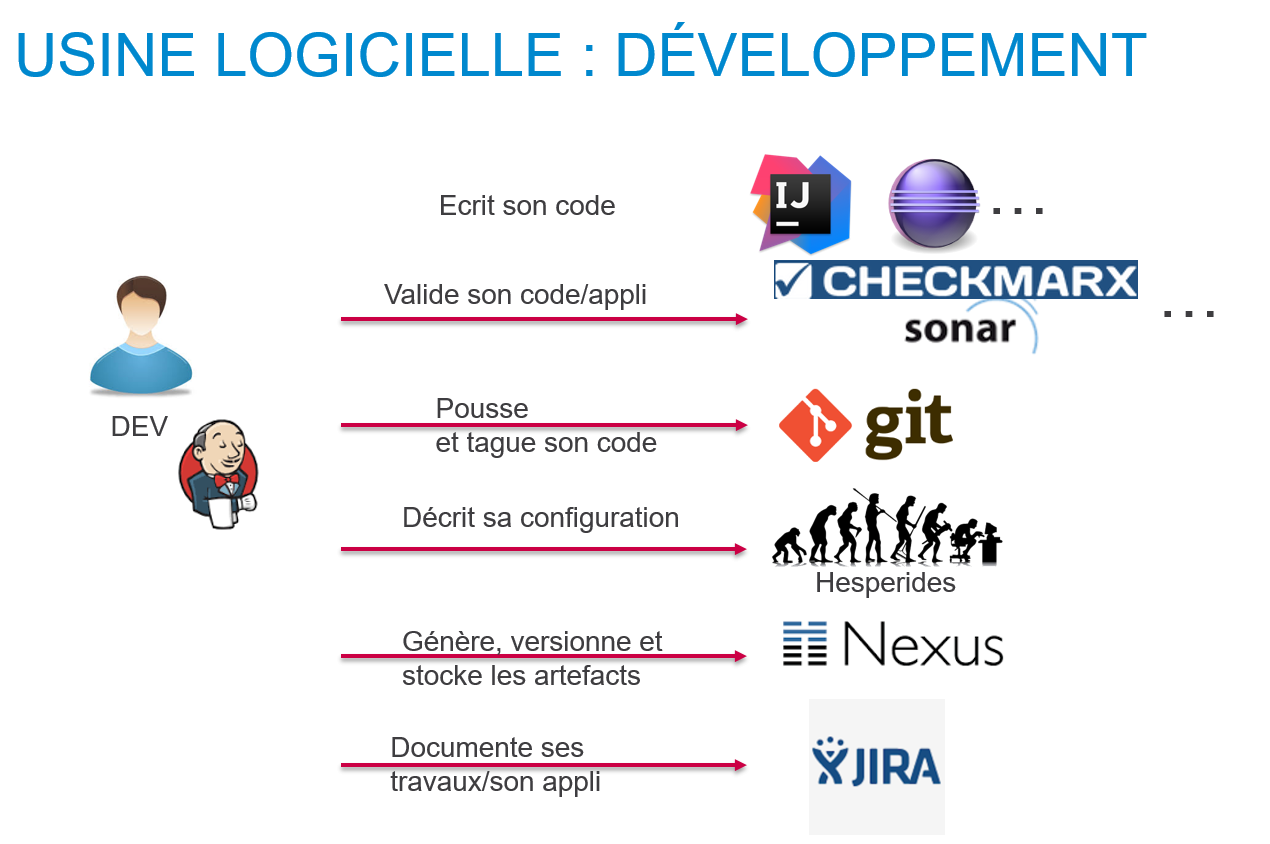 USINE LOGICIELLE : DÉVELOPPEMENT
Ecrit son code
IJ
...
Valide son code/appli
CHECKMARX
sonar
...
DEV
Pousse
et tague son code
git
Décrit sa configuration
Hesperides
Génère, versionne et
stocke les artefacts
Nexus
Documente ses
travaux/son appli
JIRA